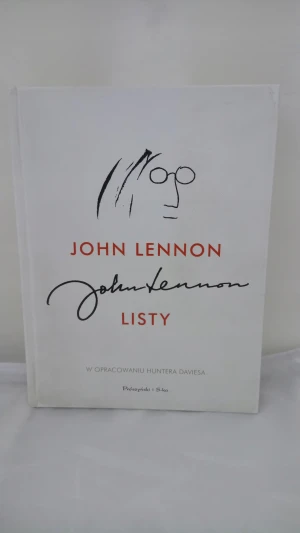 JOHN LENNON
John Lennon
LISTY
W OPRACOWANIU HUNTERA DAVIESA